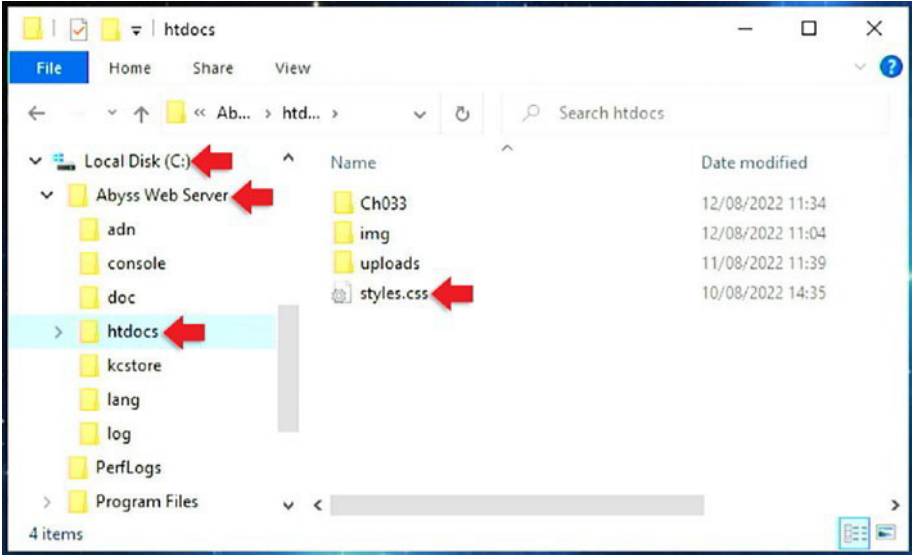 htdocs
File Home Share View
« Ab... > htd... > Search htdocs
Local Disk (C:)
Abyss Web Server
adn
console
doc
htdocs
kcstore
lang
log
PerfLogs
Program Files
Name Date modified
Ch033 12/08/2022 11:34
img 12/08/2022 11:04
uploads 11/08/2022 11:39
styles.css 10/08/2022 14:35
4 items